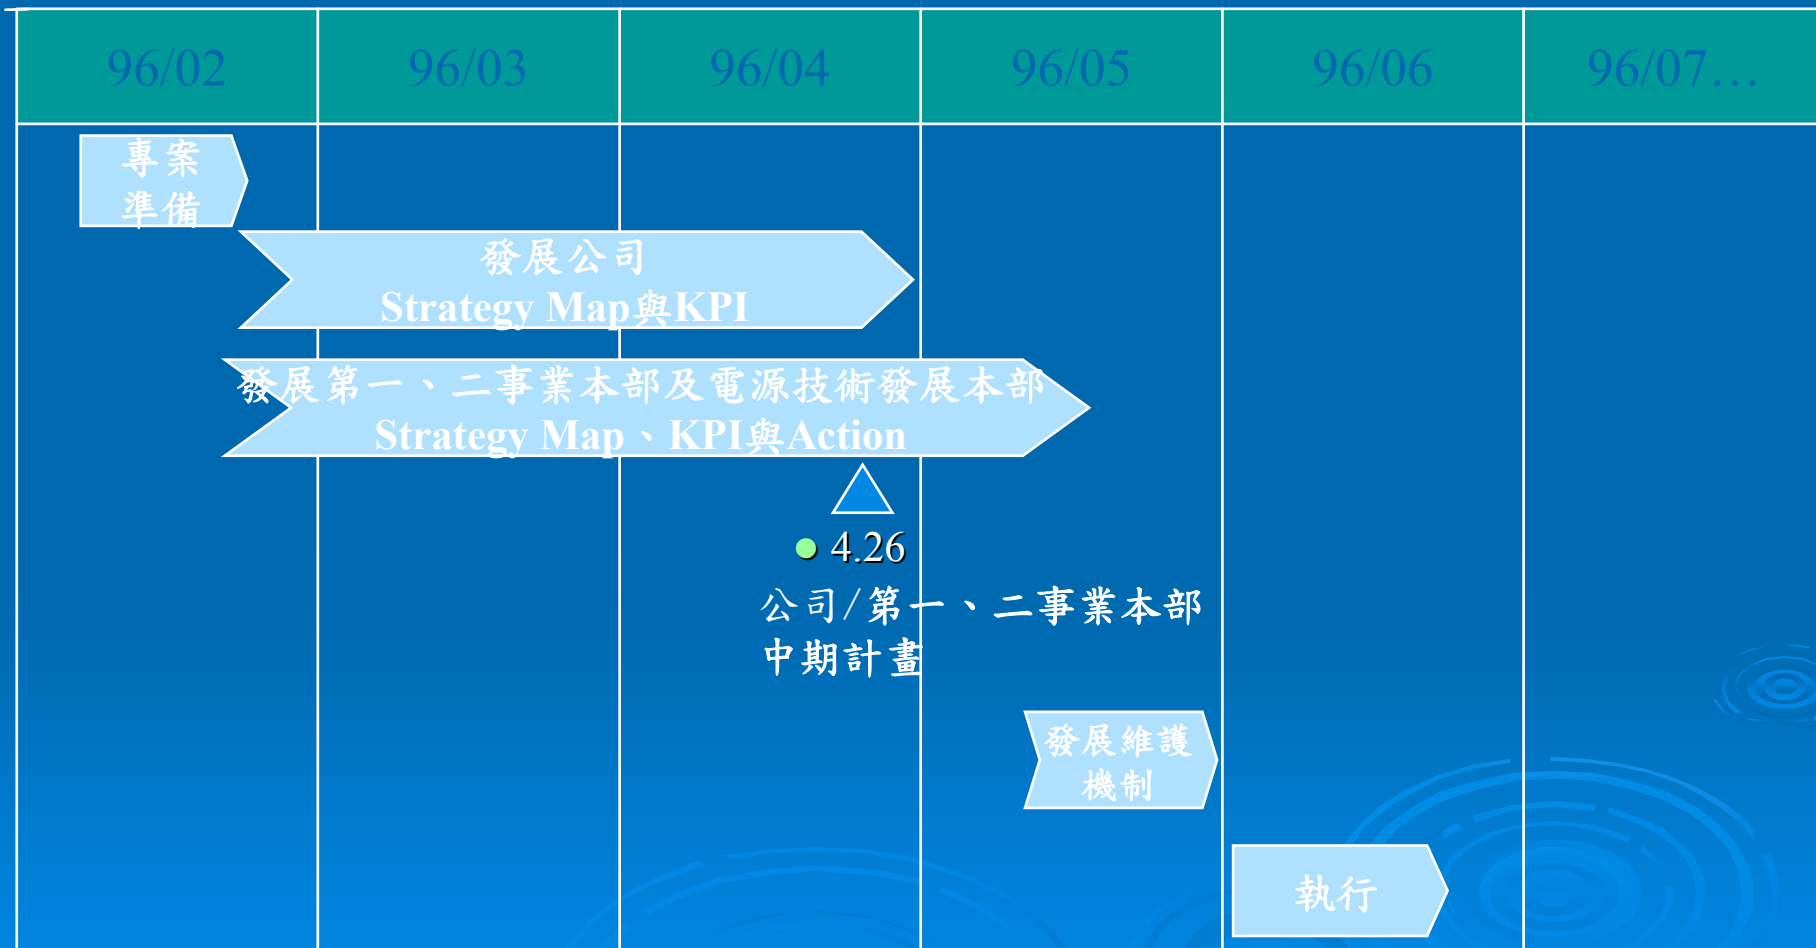 96/02
96/03
96/04
96/05
96/06
96/07…
專案
準備
發展公司
Strategy Map與KPI
發展第一、二事業本部及電源技術發展本部
Strategy Map、KPI與Action
4.26
公司/第一、二事業本部
中期計畫
發展維護
機制
執行